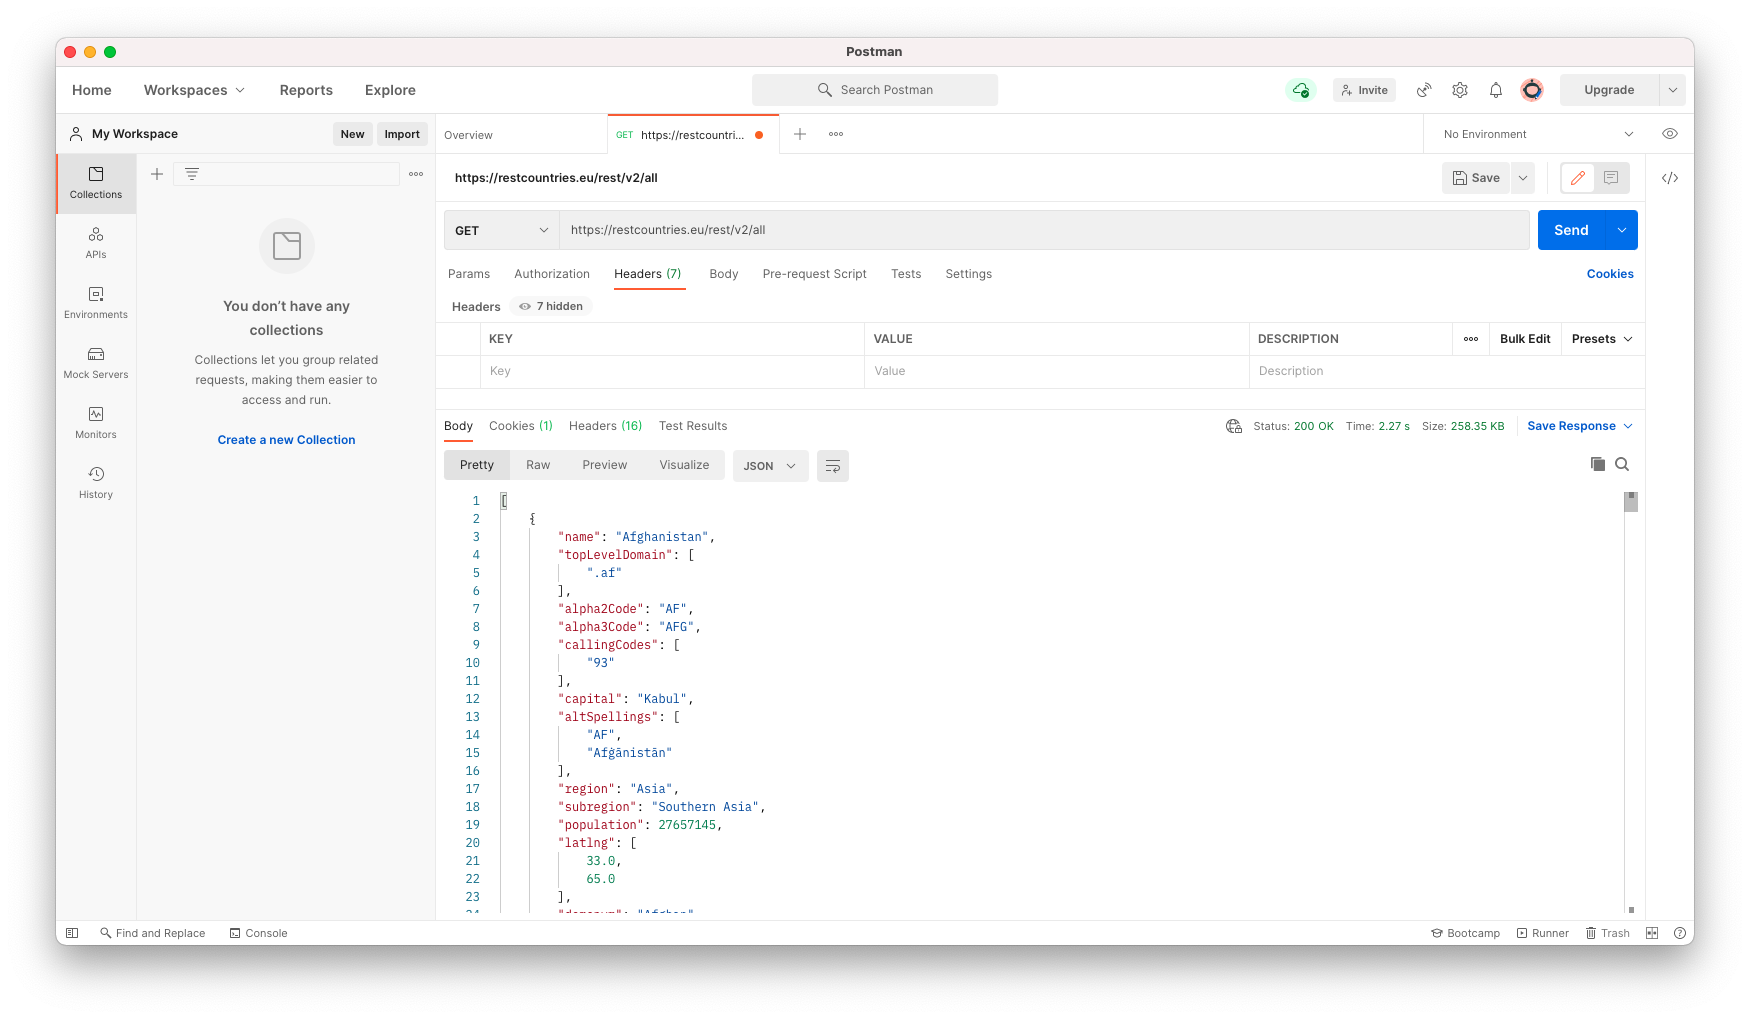 Postman
Home Workspaces Reports Explore Search Postman Invite Upgrade
My Workspace New Import Overview GET https://restcountri... No Environment
Collections
https://restcountries.eu/rest/v2/all Save
GET https://restcountries.eu/rest/v2/all Send
APIs
Params Authorization Headers (7) Body Pre-request Script Tests Settings Cookies
Environments
Headers 7 hidden
You don’t have any
collections
KEY VALUE DESCRIPTION Bulk Edit Presets
Key Value Description
Mock Servers
Collections let you group related
requests, making them easier to
access and run.
Create a new Collection
Monitors
History
Body Cookies (1) Headers (16) Test Results Status: 200 OK Time: 2.27 s Size: 258.35 KB Save Response
Pretty Raw Preview Visualize JSON
1 [
2 {
3 "name": "Afghanistan",
4 "topLevelDomain": [
5 ".af"
6 ],
7 "alpha2Code": "AF",
8 "alpha3Code": "AFG",
9 "callingCodes": [
10 "93"
11 ],
12 "capital": "Kabul",
13 "altSpellings": [
14 "AF",
15 "Afġānistān"
16 ],
17 "region": "Asia",
18 "subregion": "Southern Asia",
19 "population": 27657145,
20 "latlng": [
21 33.0,
22 65.0
23 ],
Find and Replace Console Bootcamp Runner Trash